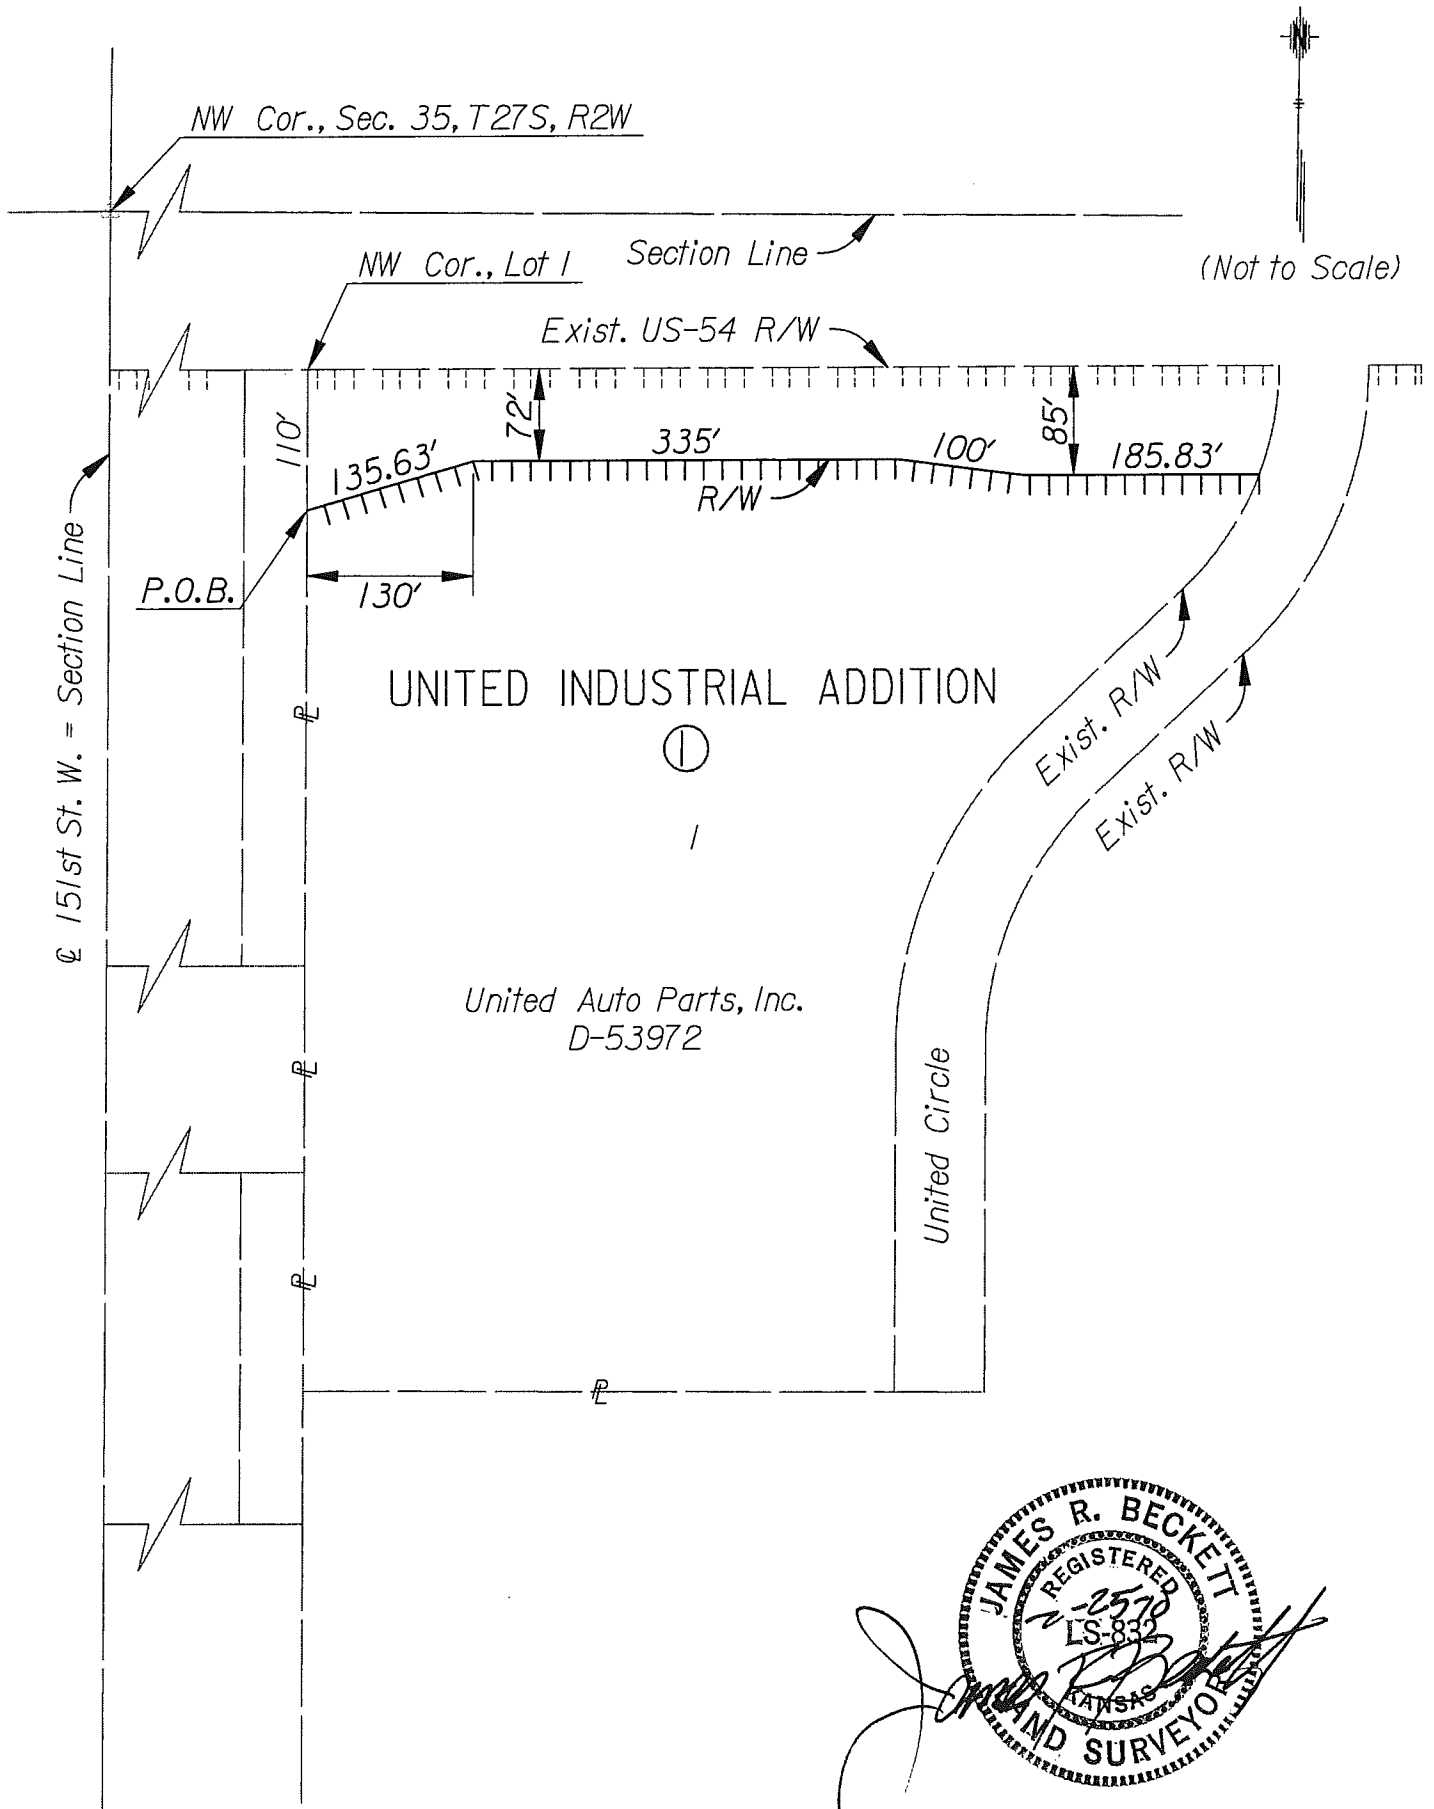 N
NW Cor., Sec. 35, T27S, R2W
Section Line
(Not to Scale)
NW Cor., Lot 1
Exist. US-54 R/W
110'
72'
85'
135.63'
335'
100'
185.83'
R/W
P.O.B.
130'
℄ 151st St. W. = Section Line
UNITED INDUSTRIAL ADDITION
1
1
Exist. R/W
Exist. R/W
United Auto Parts, Inc.
D-53972
United Circle
℄ 
JAMES R. BECKETT
REGISTERED
LS-832
KANSAS
LAND SURVEYOR